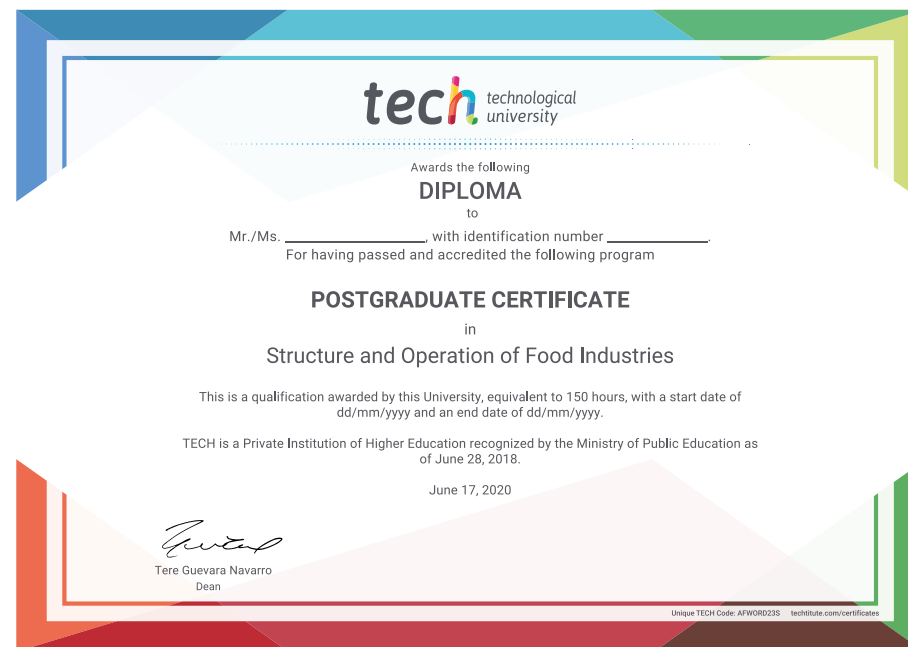 tech technological
university
Awards the following
DIPLOMA
to
Mr./Ms. ____________, with identification number ____________.
For having passed and accredited the following program
POSTGRADUATE CERTIFICATE
in
Structure and Operation of Food Industries
This is a qualification awarded by this University, equivalent to 150 hours, with a start date of
dd/mm/yyyy and an end date of dd/mm/yyyy.
TECH is a Private Institution of Higher Education recognized by the Ministry of Public Education as
of June 28, 2018.
June 17, 2020
Tere Guevara Navarro
Dean
Unique TECH Code: AFWORD23S techtitute.com/certificates